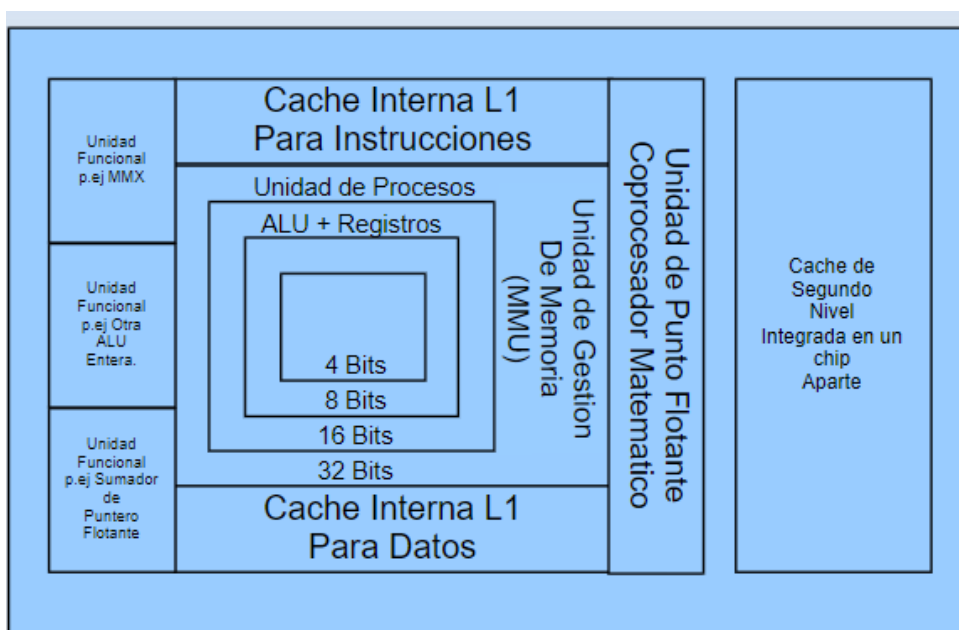 Unidad
Funcional
p.ej MMX
Unidad
Funcional
p.ej Otra
ALU
Entera.
Unidad
Funcional
p.ej Sumador
de
Puntero
Flotante
Cache Interna L1
Para Instrucciones
Unidad de Procesos
ALU + Registros
4 Bits
8 Bits
16 Bits
32 Bits
Unidad de Gestion
De Memoria
(MMU)
Cache Interna L1
Para Datos
Unidad de Punto Flotante
Coprocesador Matematico
Cache de
Segundo
Nivel
Integrada en un
chip
Aparte